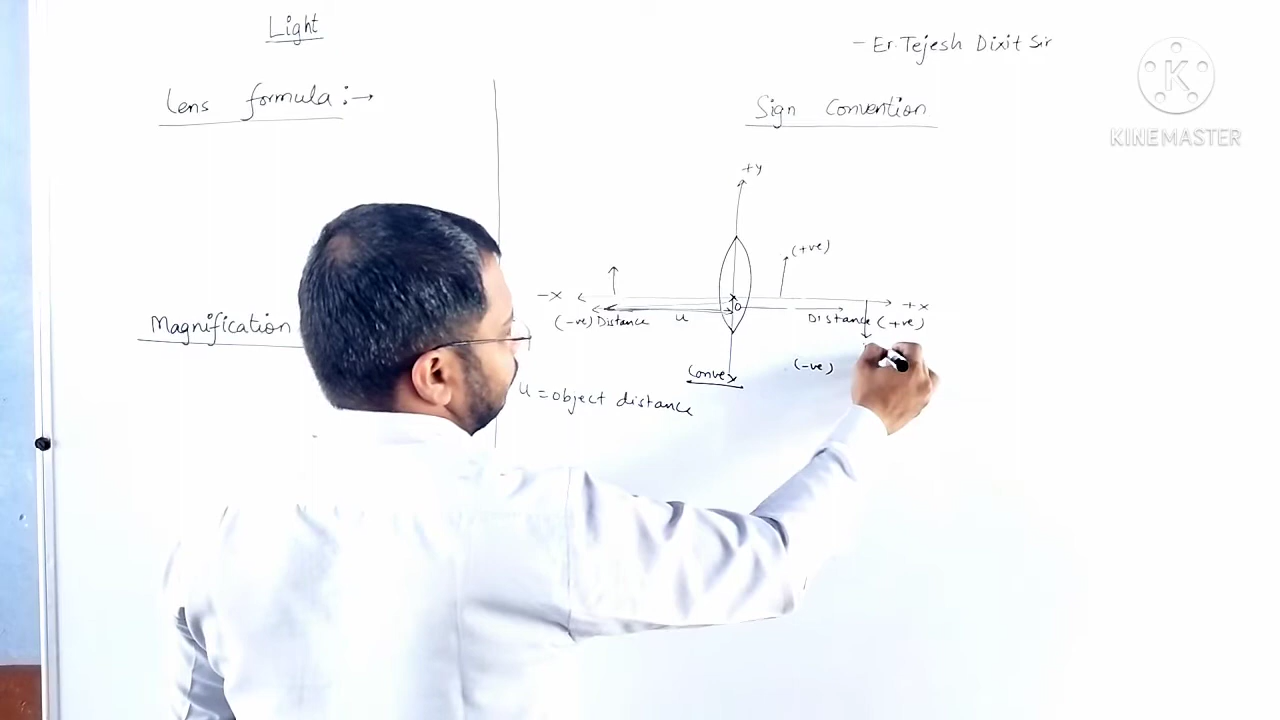 Light
- Er. Tejesh Dixit Sir
KINEMASTER
Lens formula :→
Sign Convention
+y
(+ve)
-X
+X
O
(-ve) Distance
u
Distance (+ve)
Magnification
(-ve)
Convex
u = object distance